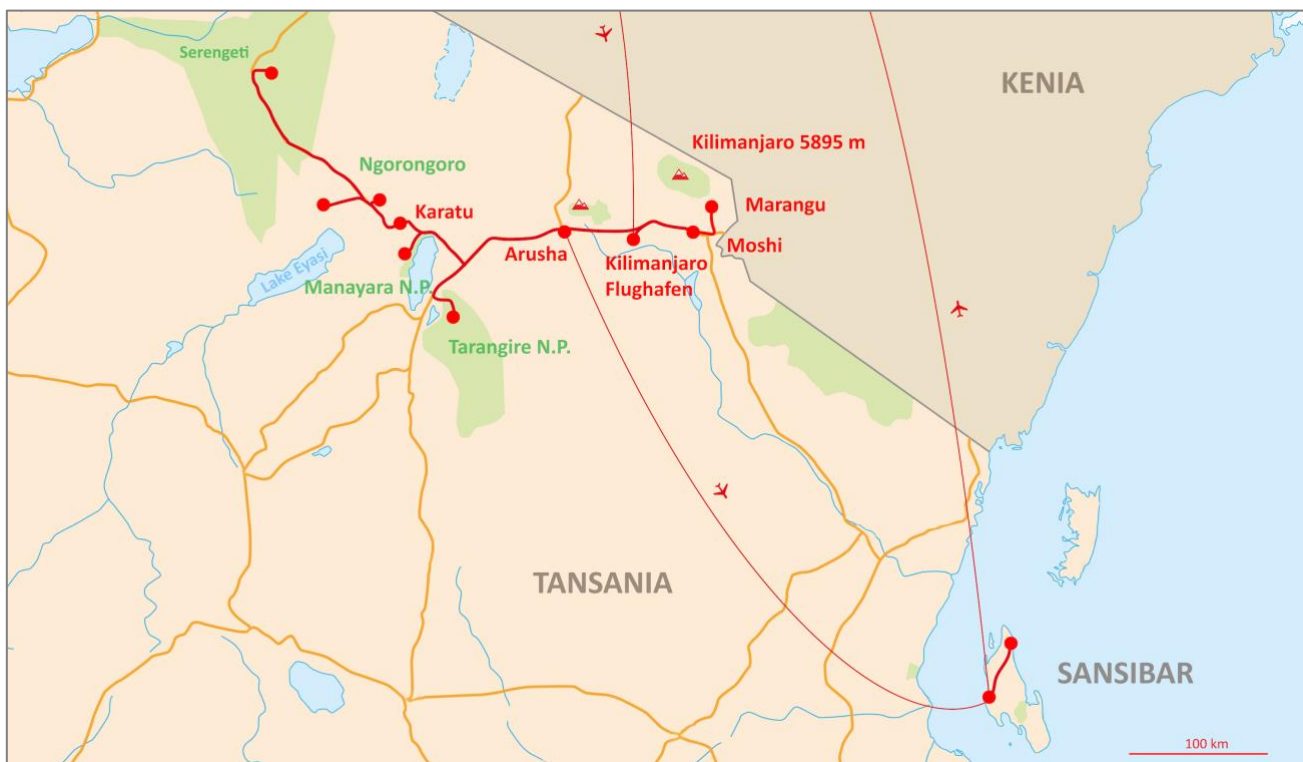 Serengeti
KENIA
Kilimanjaro 5895 m
Ngorongoro
Marangu
Karatu
Arusha
Moshi
Kilimanjaro
Flughafen
Lake Eyasi
Manayara N.P.
Tarangire N.P.
TANSANIA
SANSIBAR
100 km